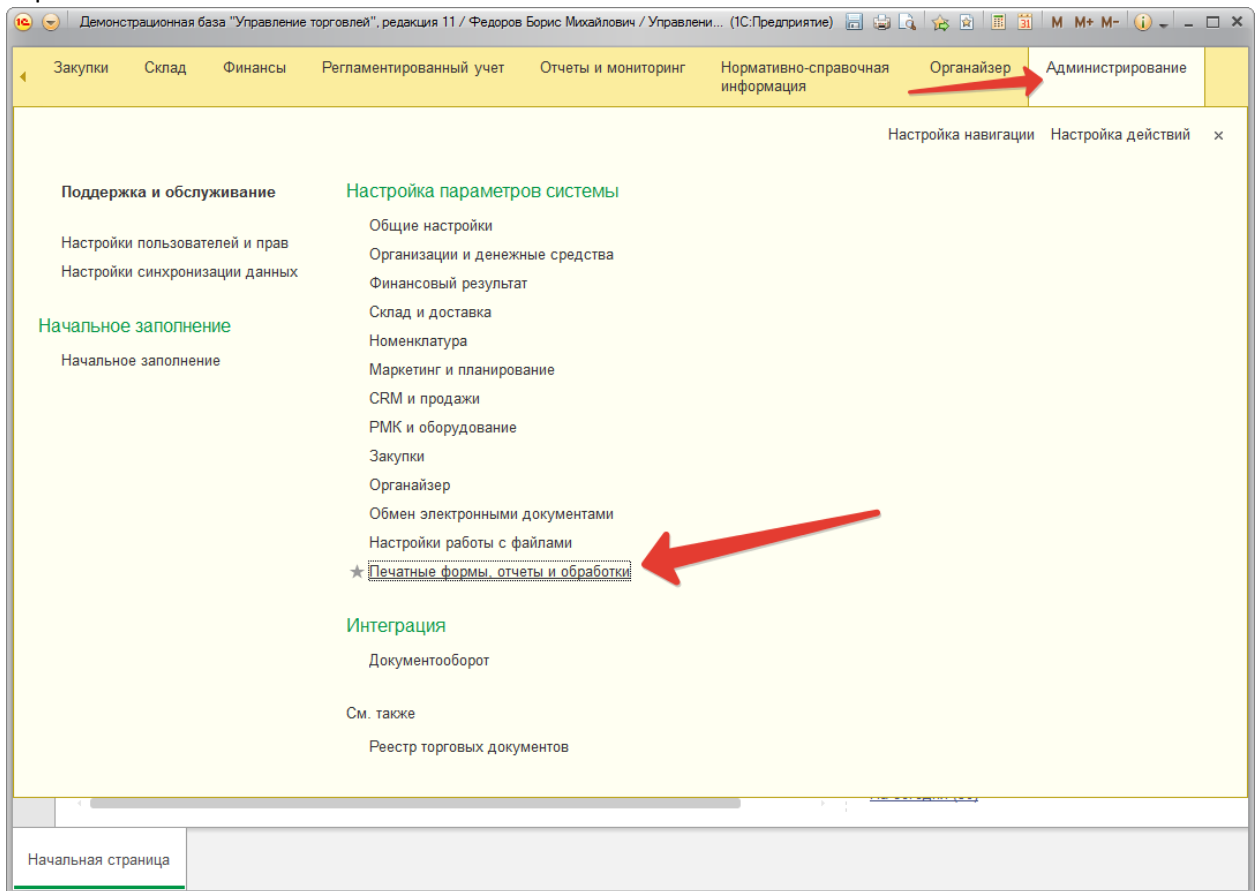 1С Демонстрационная база "Управление торговлей", редакция 11 / Федоров Борис Михайлович / Управлени... (1С:Предприятие) 31 M M+ M-
Закупки Склад Финансы Регламентированный учет Отчеты и мониторинг Нормативно-справочная информация Органайзер Администрирование
Настройка навигации Настройка действий
Поддержка и обслуживание
Настройки пользователей и прав
Настройки синхронизации данных
Начальное заполнение
Начальное заполнение
Настройка параметров системы
Общие настройки
Организации и денежные средства
Финансовый результат
Склад и доставка
Номенклатура
Маркетинг и планирование
CRM и продажи
РМК и оборудование
Закупки
Органайзер
Обмен электронными документами
Настройки работы с файлами
Печатные формы, отчеты и обработки
Интеграция
Документооборот
См. также
Реестр торговых документов
Начальная страница